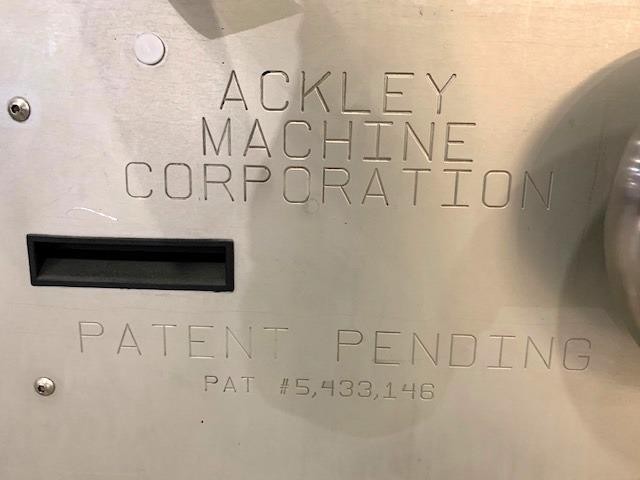 ACKLEY
MACHINE
CORPORATION
PATENT PENDING
PAT #5,433,146